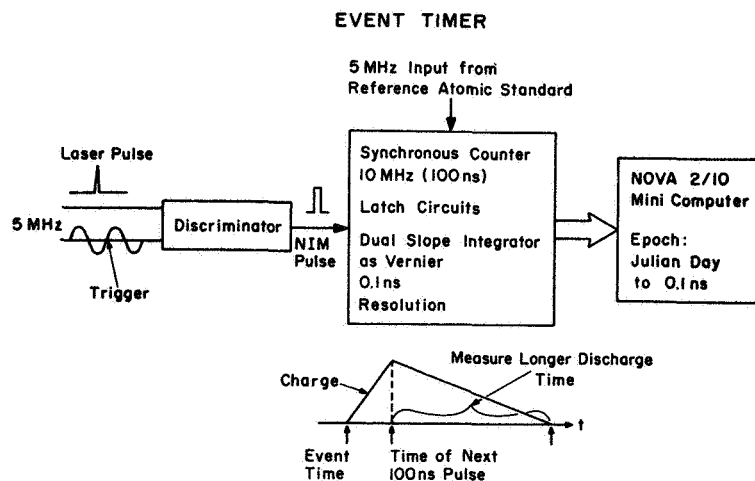 EVENT TIMER
5 MHz Input from
Reference Atomic Standard
Laser Pulse
5 MHz
Trigger
Discriminator
NIM
Pulse
Synchronous Counter
10 MHz (100 ns)
Latch Circuits
Dual Slope Integrator
as Vernier
0.1 ns
Resolution
NOVA 2/10
Mini Computer
Epoch:
Julian Day
to 0.1 ns
Charge
Measure Longer Discharge
Time
t
Event
Time
Time of Next
100 ns Pulse